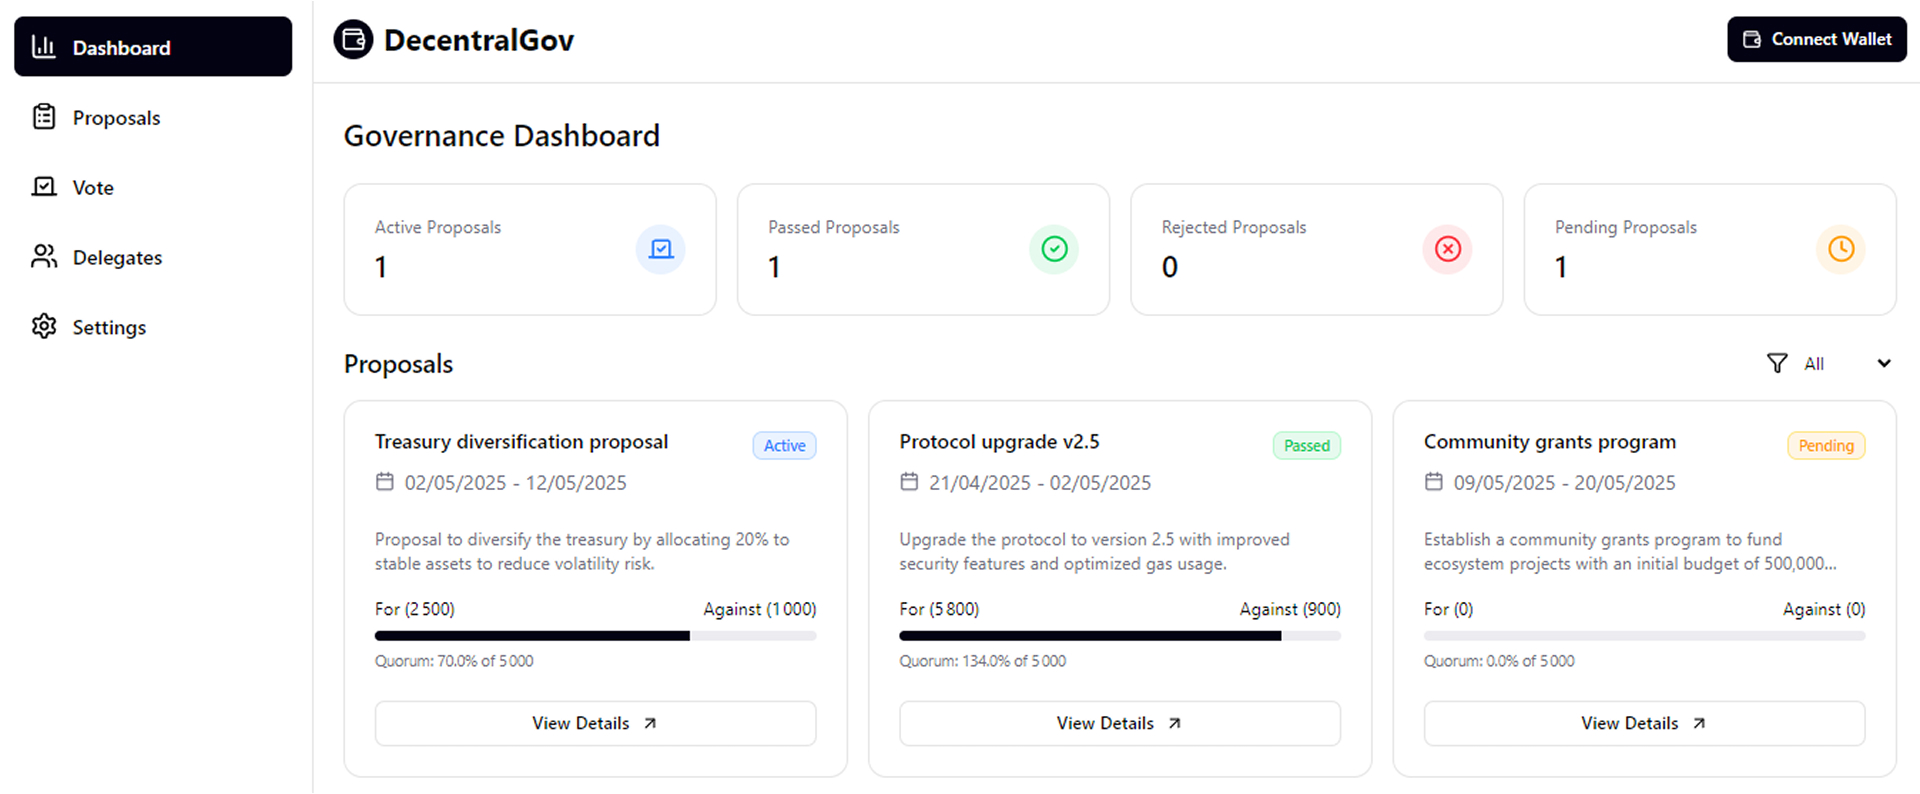 Dashboard
Proposals
Vote
Delegates
Settings
DecentralGov
Connect Wallet
Governance Dashboard
Active Proposals
1
Passed Proposals
1
Rejected Proposals
0
Pending Proposals
1
Proposals
All
Treasury diversification proposal
Active
02/05/2025 - 12/05/2025
Proposal to diversify the treasury by allocating 20% to
stable assets to reduce volatility risk.
For (2 500) Against (1 000)
Quorum: 70.0% of 5 000
View Details
Protocol upgrade v2.5
Passed
21/04/2025 - 02/05/2025
Upgrade the protocol to version 2.5 with improved
security features and optimized gas usage.
For (5 800) Against (900)
Quorum: 134.0% of 5 000
View Details
Community grants program
Pending
09/05/2025 - 20/05/2025
Establish a community grants program to fund
ecosystem projects with an initial budget of 500,000...
For (0) Against (0)
Quorum: 0.0% of 5 000
View Details